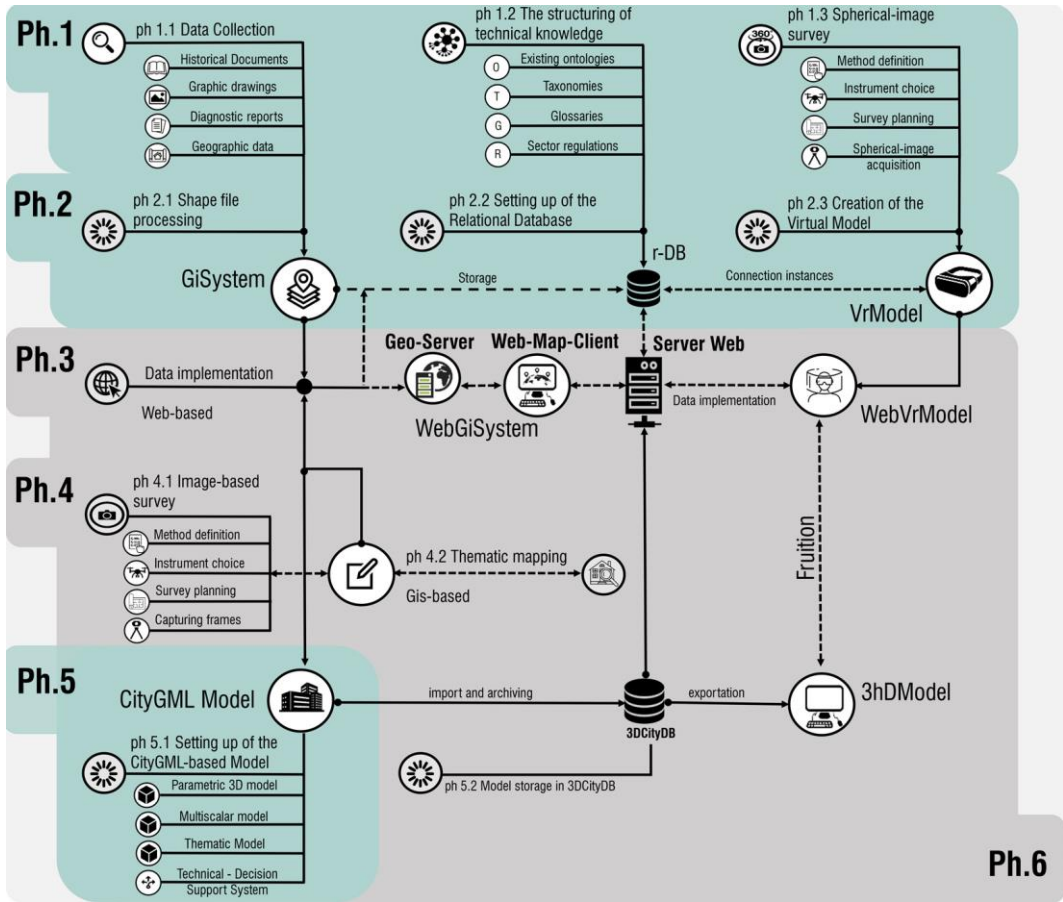 Ph.1
ph 1.1 Data Collection
Historical Documents
Graphic drawings
Diagnostic reports
Geographic data
ph 1.2 The structuring of
technical knowledge
O
Existing ontologies
T
Taxonomies
G
Glossaries
R
Sector regulations
360°
ph 1.3 Spherical-image
survey
Method definition
Instrument choice
Survey planning
Spherical-image
acquisition
Ph.2
ph 2.1 Shape file
processing
ph 2.2 Setting up of the
Relational Database
ph 2.3 Creation of the
Virtual Model
GiSystem
Storage
r-DB
Connection instances
VrModel
Ph.3
Data implementation
Web-based
Geo-Server
Web-Map-Client
Server Web
WebGiSystem
Data implementation
WebVrModel
Ph.4
ph 4.1 Image-based
survey
Method definition
Instrument choice
Survey planning
Capturing frames
ph 4.2 Thematic mapping
Gis-based
Fruition
Ph.5
CityGML Model
import and archiving
3DCityDB
exportation
3hDModel
ph 5.1 Setting up of the
CityGML-based Model
Parametric 3D model
Multiscalar model
Thematic Model
Technical - Decision
Support System
ph 5.2 Model storage in 3DCityDB
Ph.6